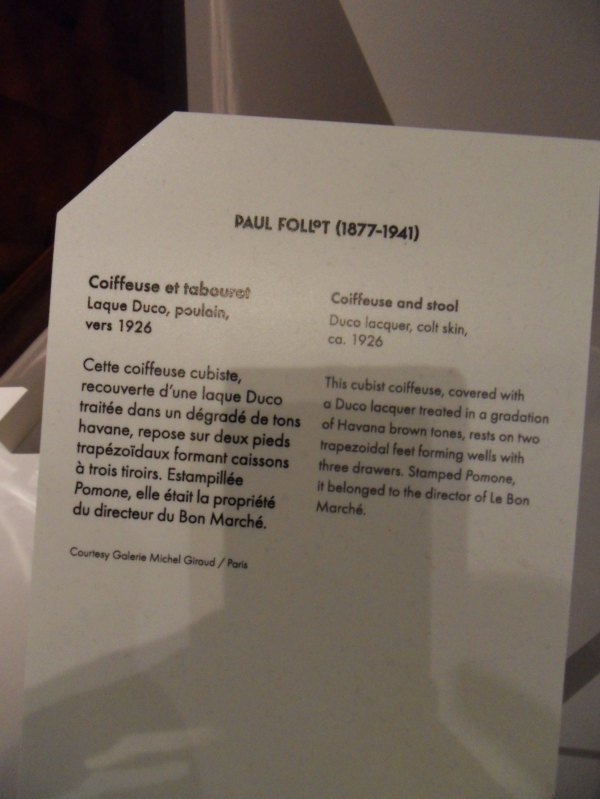 PAUL FOLLOT (1877-1941)
Coiffeuse et tabouret
Laque Duco, poulain,
vers 1926
Cette coiffeuse cubiste,
recouverte d'une laque Duco
traitée dans un dégradé de tons
havane, repose sur deux pieds
trapézoïdaux formant caissons
à trois tiroirs. Estampillée
Pomone, elle était la propriété
du directeur du Bon Marché.
Courtesy Galerie Michel Giraud / Paris
Coiffeuse and stool
Duco lacquer, colt skin,
ca. 1926
This cubist coiffeuse, covered with
a Duco lacquer treated in a gradation
of Havana brown tones, rests on two
trapezoidal feet forming wells with
three drawers. Stamped Pomone,
it belonged to the director of Le Bon
Marché.